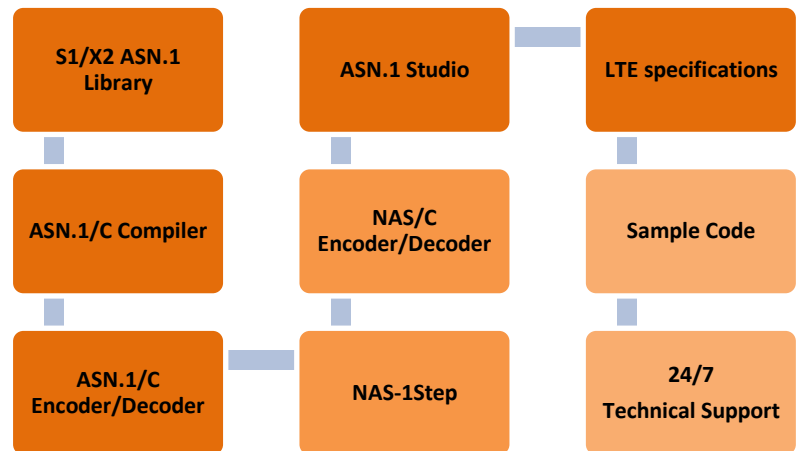 S1/X2 ASN.1
Library
ASN.1/C Compiler
ASN.1/C
Encoder/Decoder
NAS-1Step
NAS/C
Encoder/Decoder
ASN.1 Studio
LTE specifications
Sample Code
24/7
Technical Support